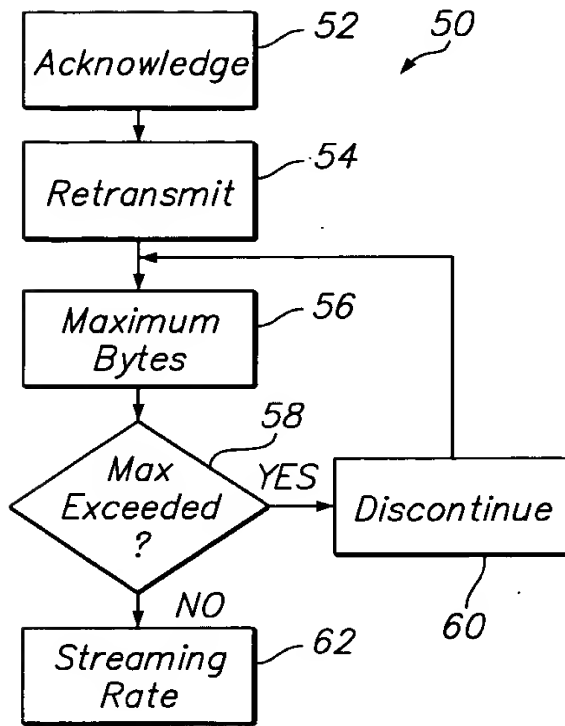 52
50
Acknowledge
54
Retransmit
56
Maximum
Bytes
58
Max
Exceeded
?
YES
Discontinue
60
NO
62
Streaming
Rate